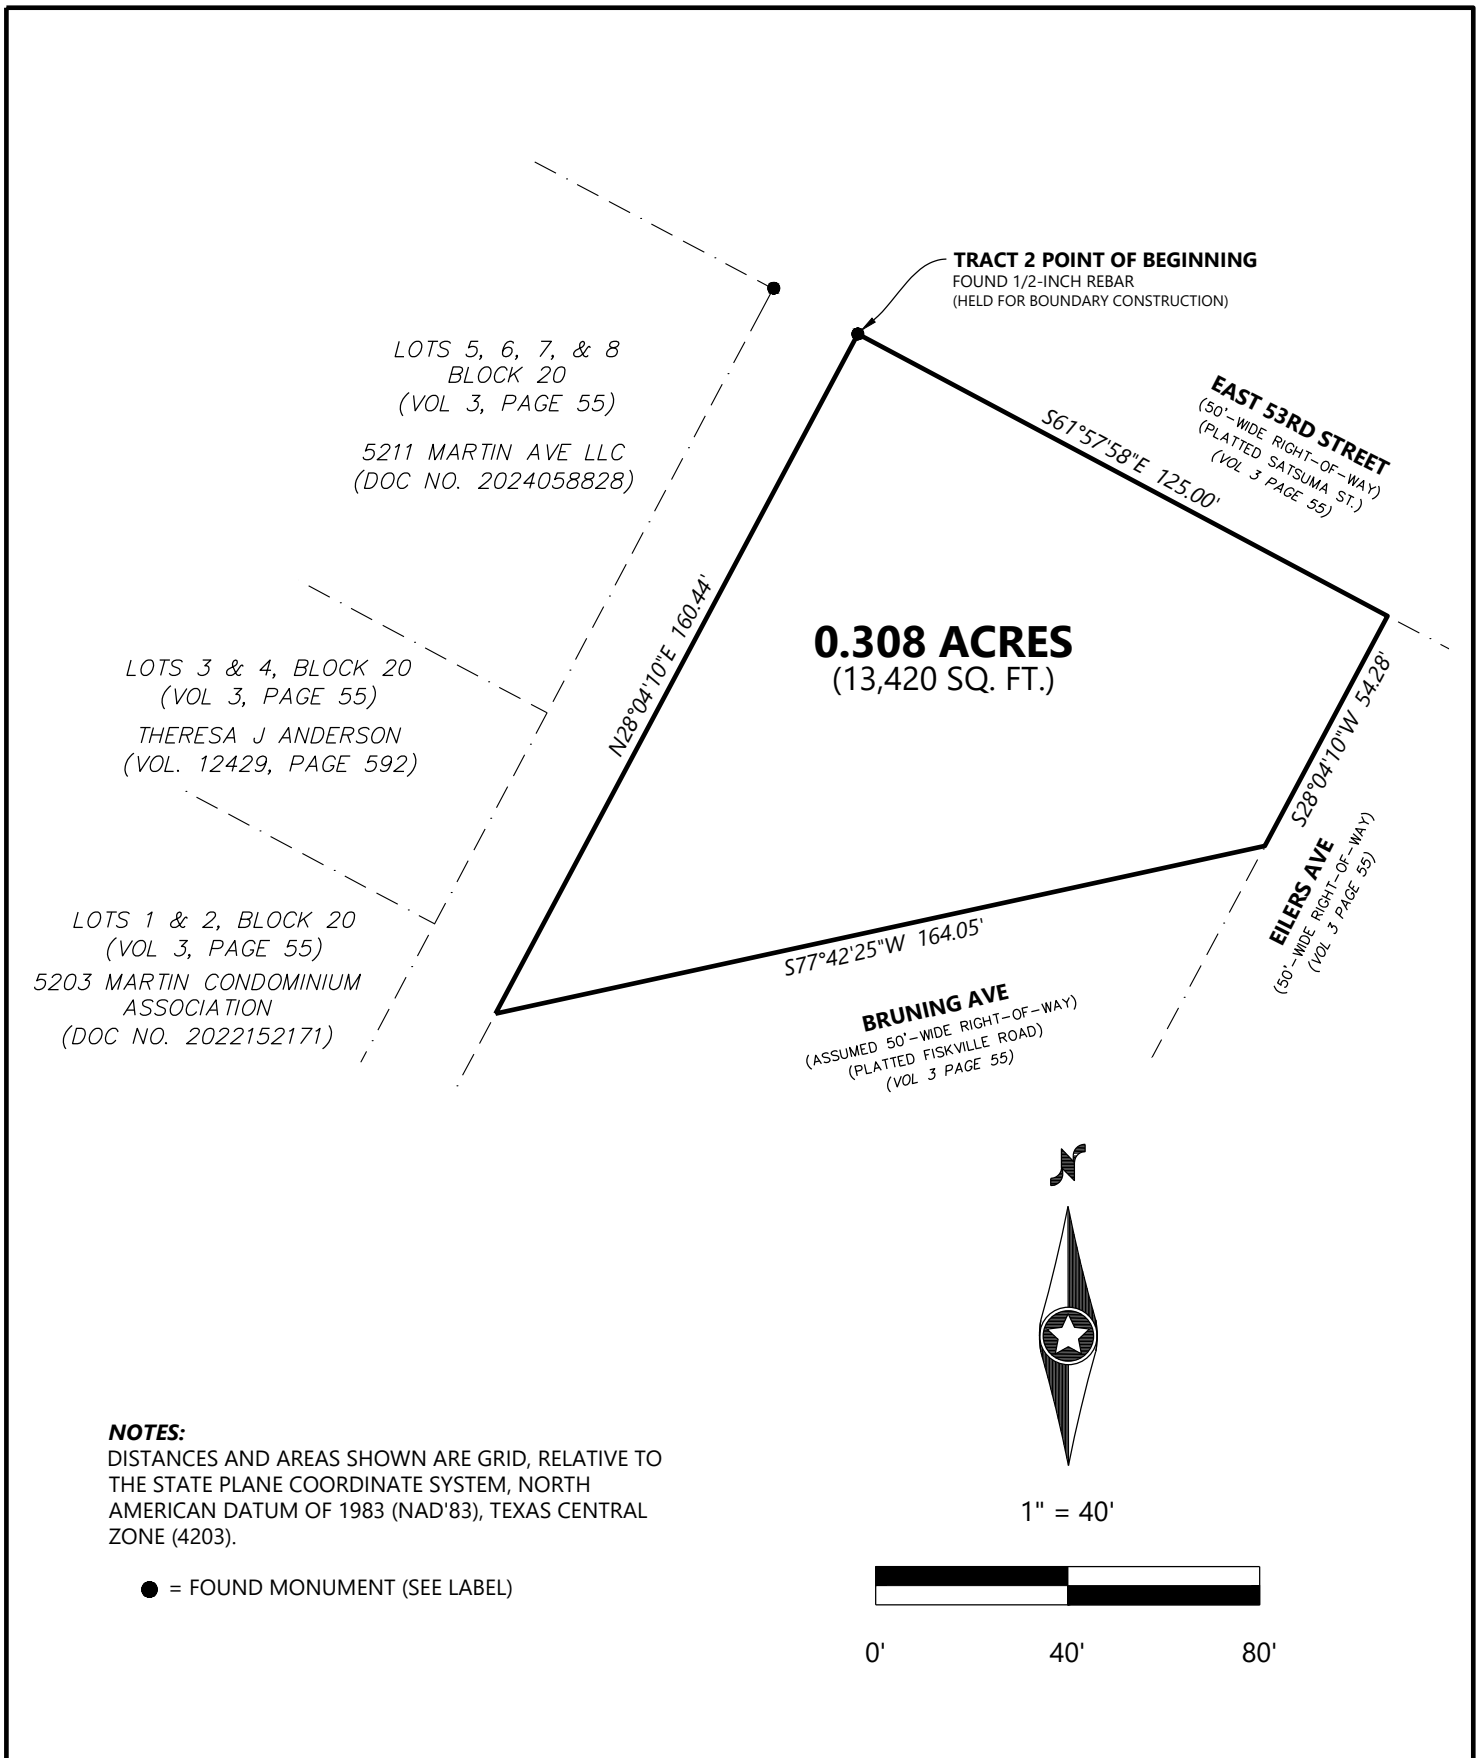 TRACT 2 POINT OF BEGINNING
FOUND 1/2-INCH REBAR
(HELD FOR BOUNDARY CONSTRUCTION)
LOTS 5, 6, 7, & 8
BLOCK 20
(VOL 3, PAGE 55)
5211 MARTIN AVE LLC
(DOC NO. 2024058828)
EAST 53RD STREET
(50'-WIDE RIGHT-OF-WAY)
(PLATTED SATSUMA ST.)
(VOL 3 PAGE 55)
S61°57'58"E 125.00'
N28°04'10"E 160.44'
0.308 ACRES
(13,420 SQ. FT.)
LOTS 3 & 4, BLOCK 20
(VOL 3, PAGE 55)
THERESA J ANDERSON
(VOL. 12429, PAGE 592)
S28°04'10"W 54.28'
EILERS AVE
(50'-WIDE RIGHT-OF-WAY)
(VOL 3 PAGE 55)
LOTS 1 & 2, BLOCK 20
(VOL 3, PAGE 55)
5203 MARTIN CONDOMINIUM
ASSOCIATION
(DOC NO. 2022152171)
S77°42'25"W 164.05'
BRUNING AVE
(ASSUMED 50'-WIDE RIGHT-OF-WAY)
(PLATTED FISKVILLE ROAD)
(VOL 3 PAGE 55)
N
NOTES:
DISTANCES AND AREAS SHOWN ARE GRID, RELATIVE TO
THE STATE PLANE COORDINATE SYSTEM, NORTH
AMERICAN DATUM OF 1983 (NAD'83), TEXAS CENTRAL
ZONE (4203).
= FOUND MONUMENT (SEE LABEL)
1" = 40'
0' 40' 80'